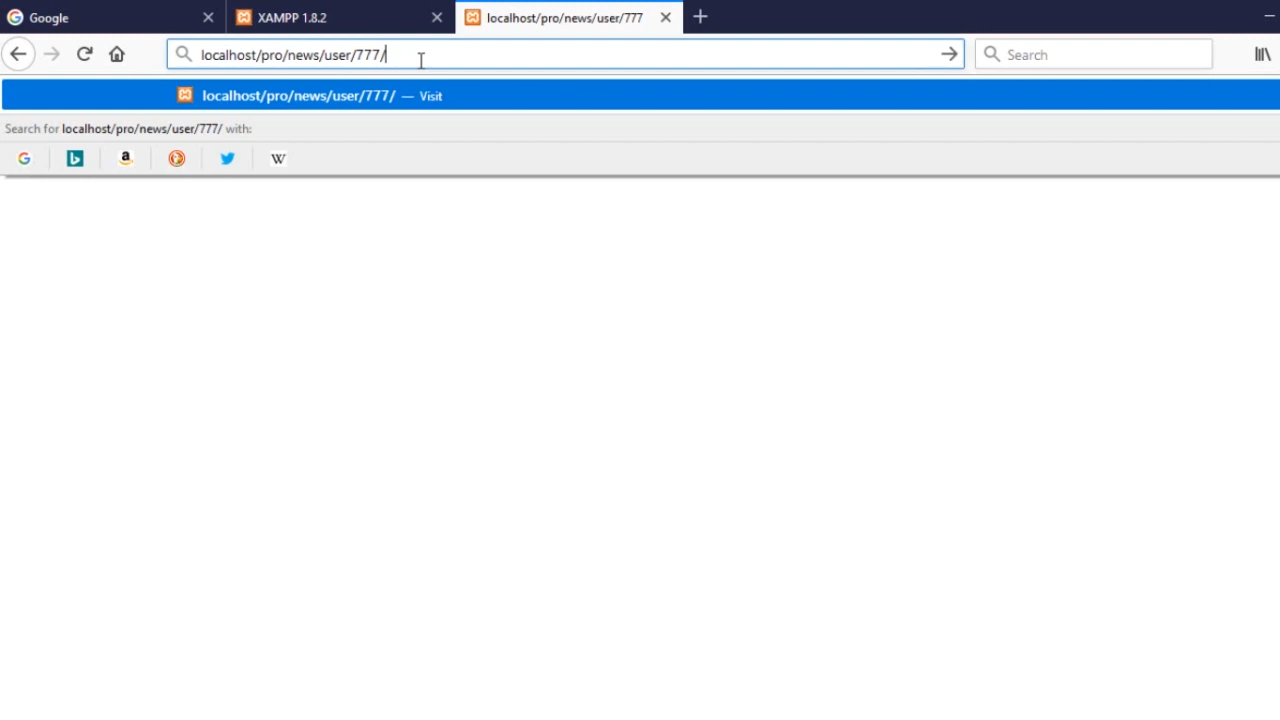 Google
XAMPP 1.8.2
localhost/pro/news/user/777
localhost/pro/news/user/777/
Search
localhost/pro/news/user/777/ — Visit
Search for localhost/pro/news/user/777/ with: